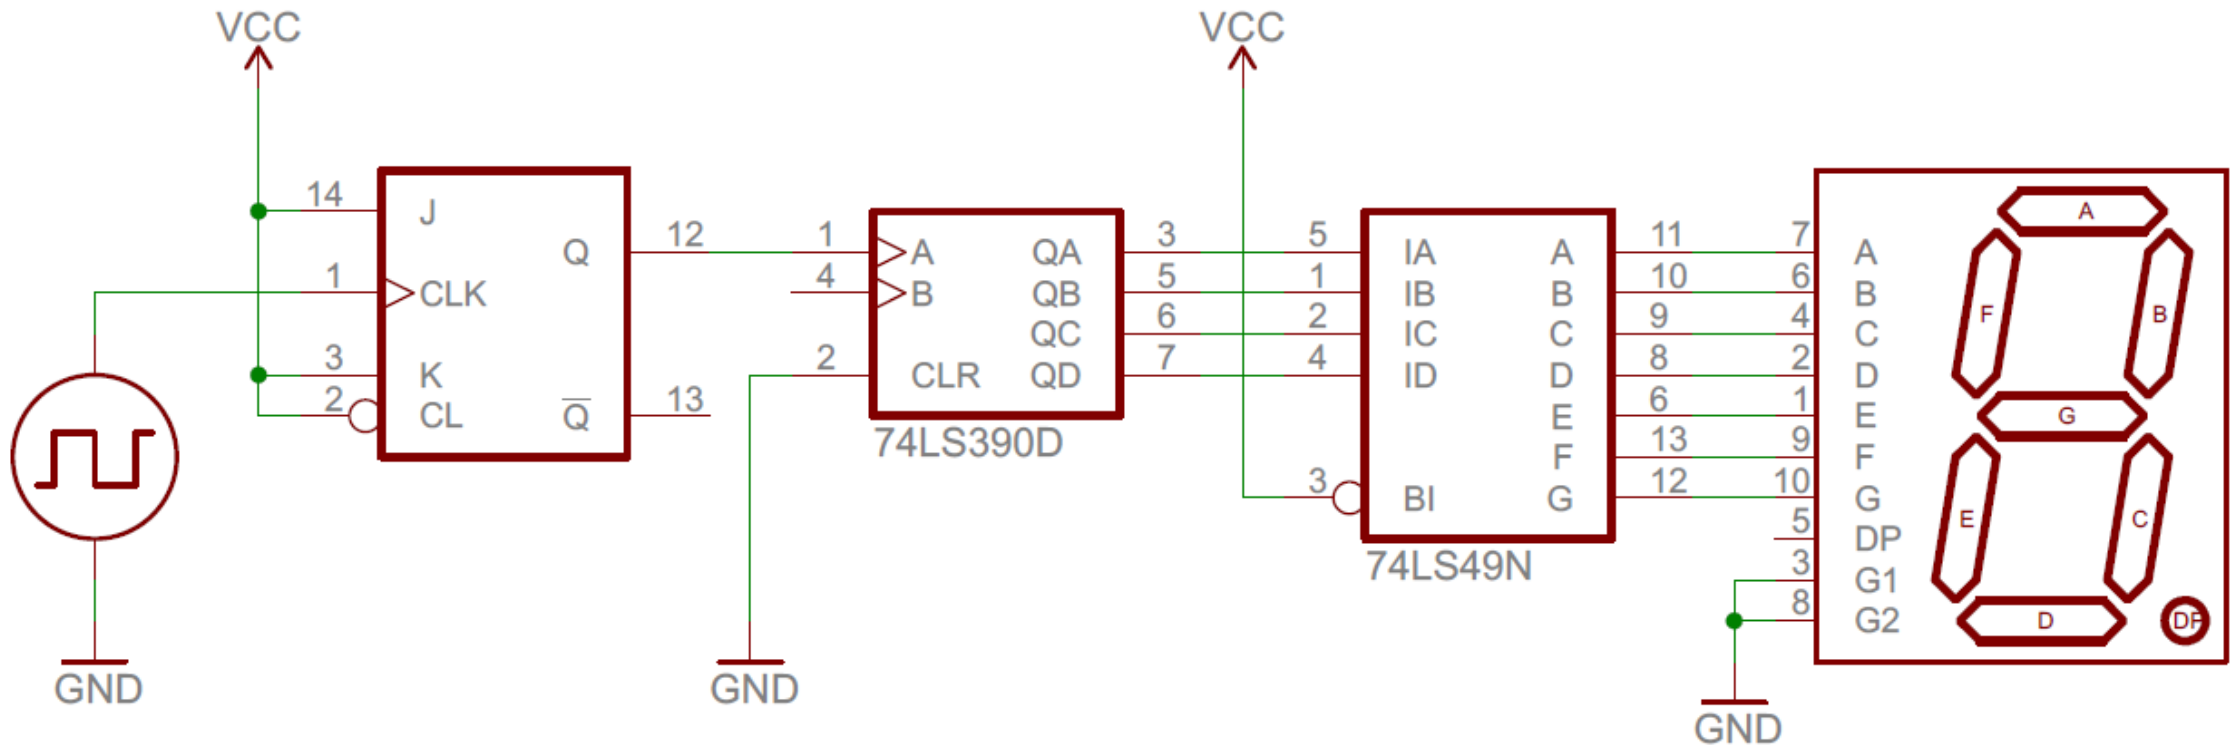 VCC
VCC
14
J
12
Q
1
CLK
3
K
2
CL
13
Q
1
A
4
B
2
CLR
3
QA
5
QB
6
QC
7
QD
74LS390D
5
IA
1
IB
2
IC
4
ID
3
BI
11
A
10
B
9
C
8
D
6
E
13
F
12
G
74LS49N
7
A
6
B
4
C
2
D
1
E
9
F
10
G
5
DP
3
G1
8
G2
A
F
B
G
E
C
D
DP
GND
GND
GND